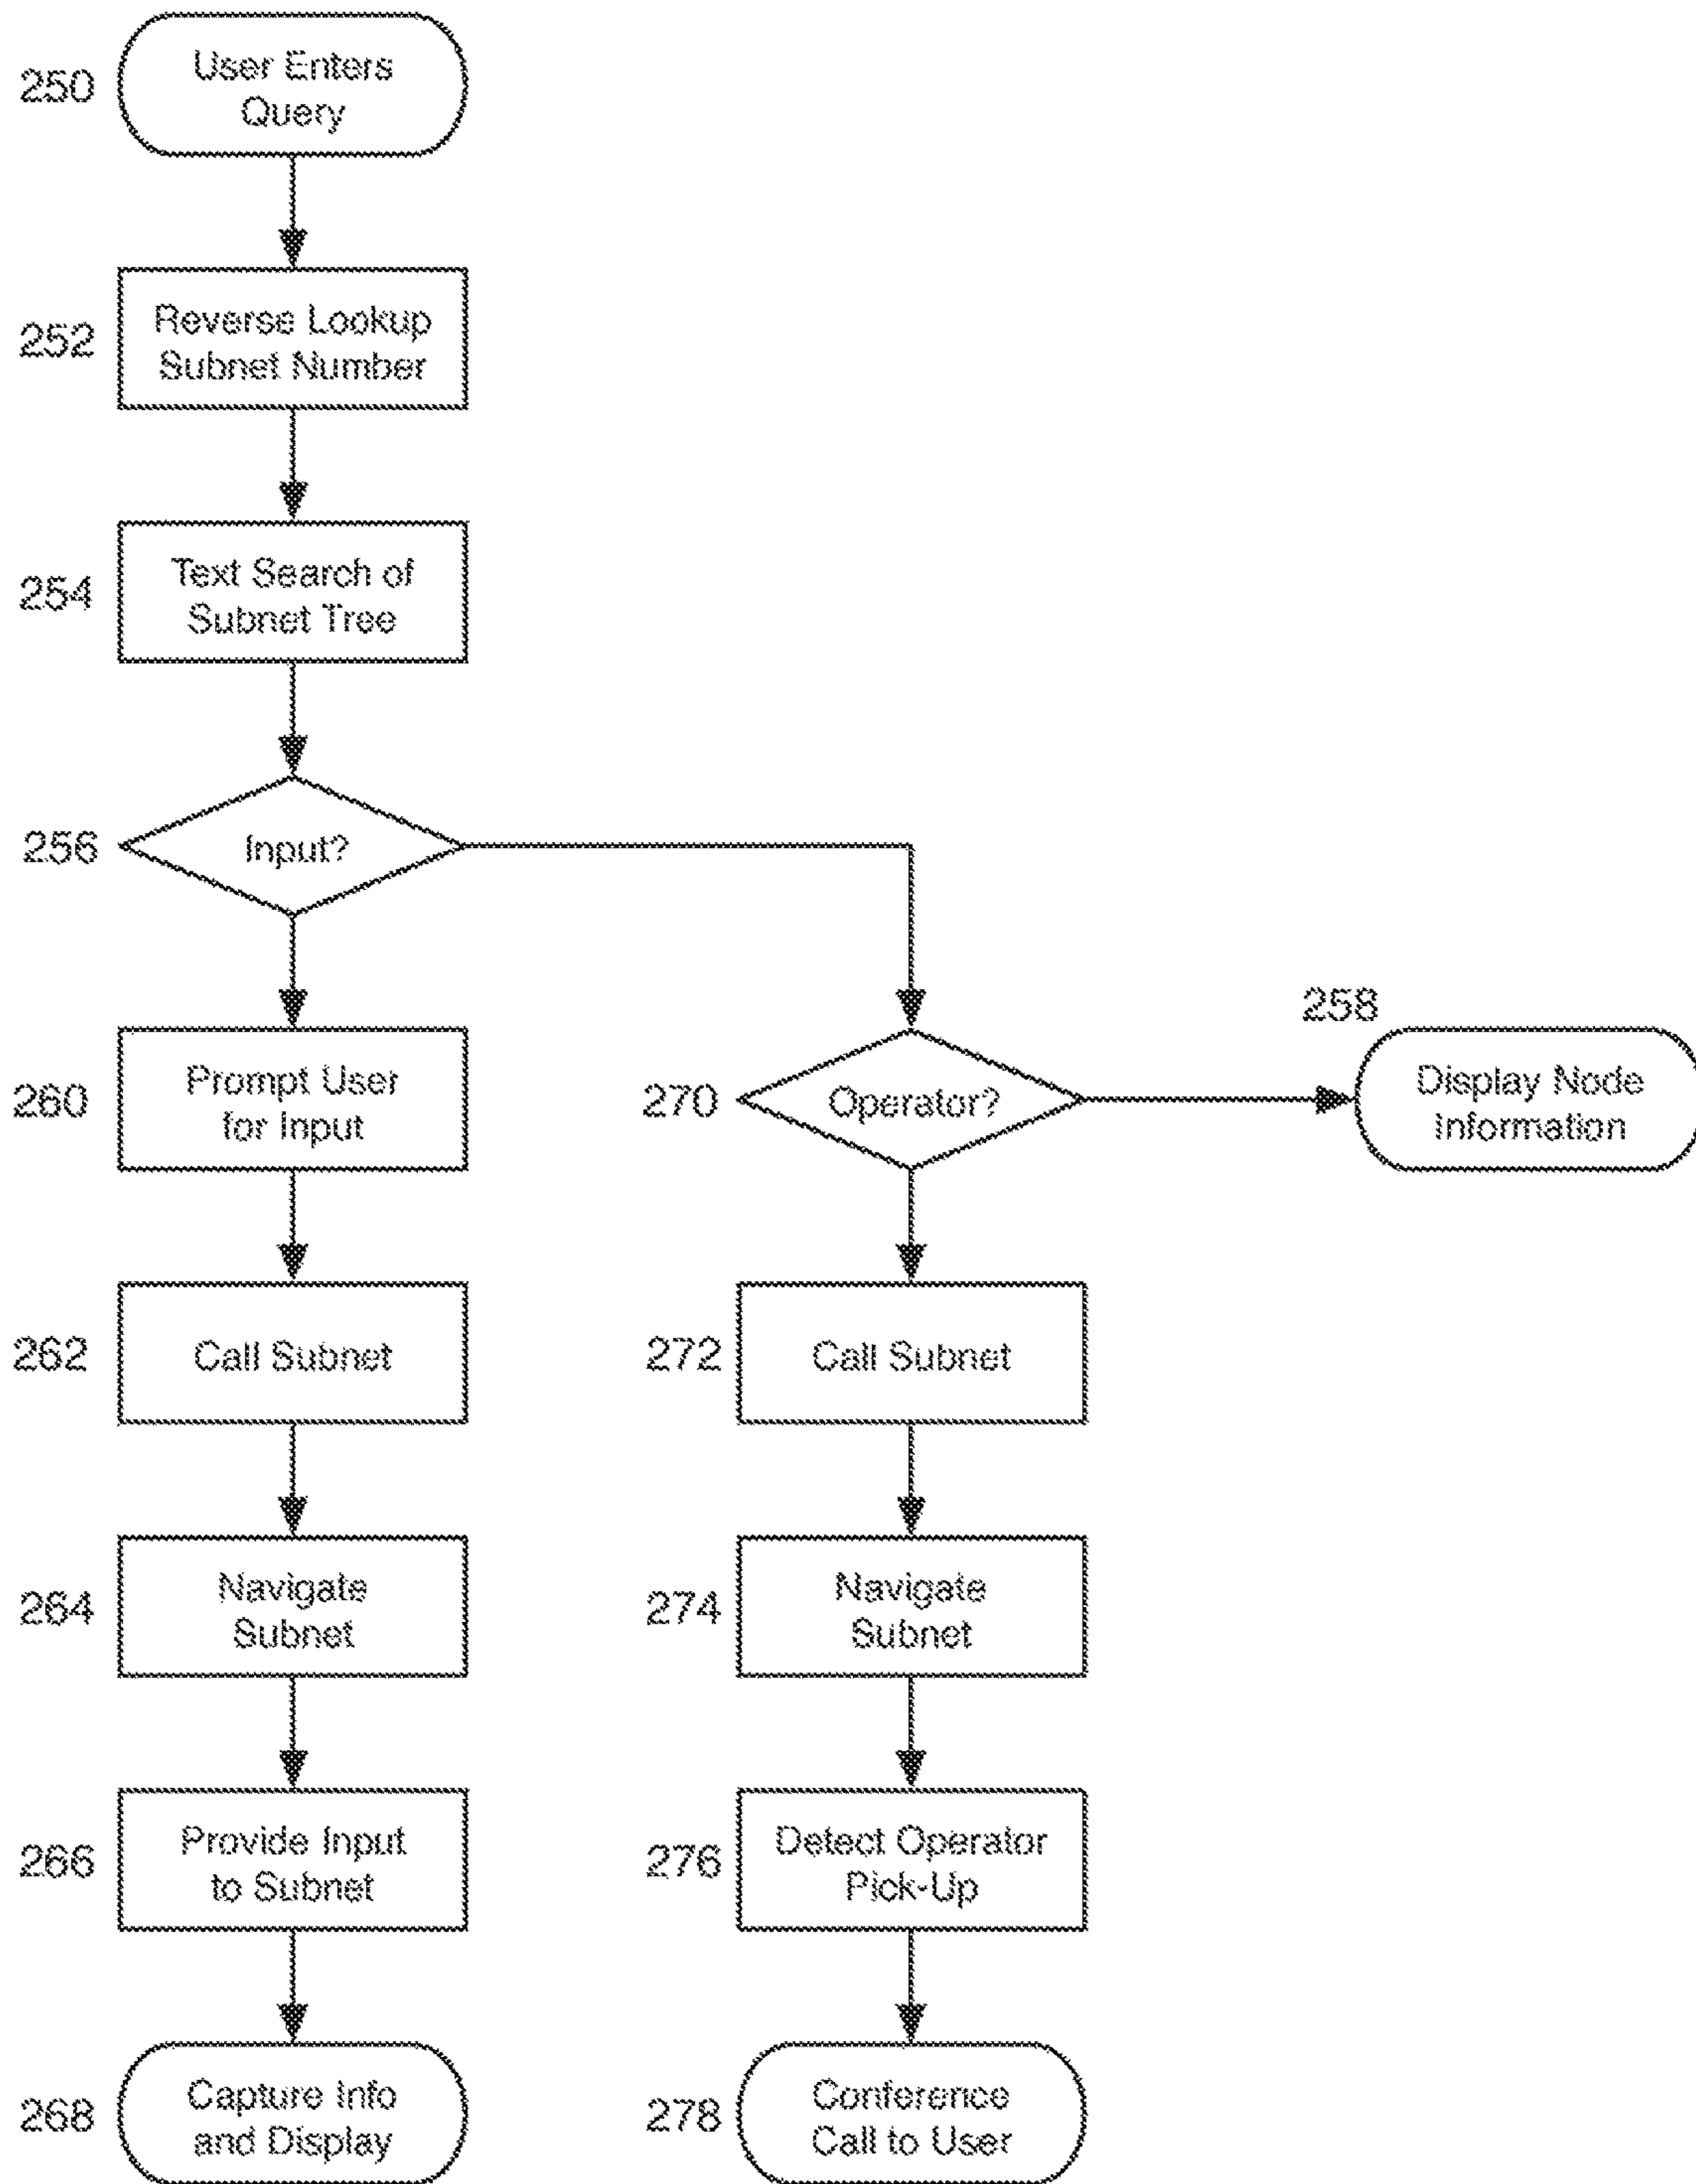 250
User Enters
Query
252
Reverse Lookup
Subnet Number
254
Text Search of
Subnet Tree
256
Input?
258
260
Prompt User
for Input
270
Operator?
Display Node
Information
262
Call Subnet
272
Call Subnet
264
Navigate
Subnet
274
Navigate
Subnet
266
Provide Input
to Subnet
276
Detect Operator
Pick-Up
268
Capture Info
and Display
278
Conference
Call to User